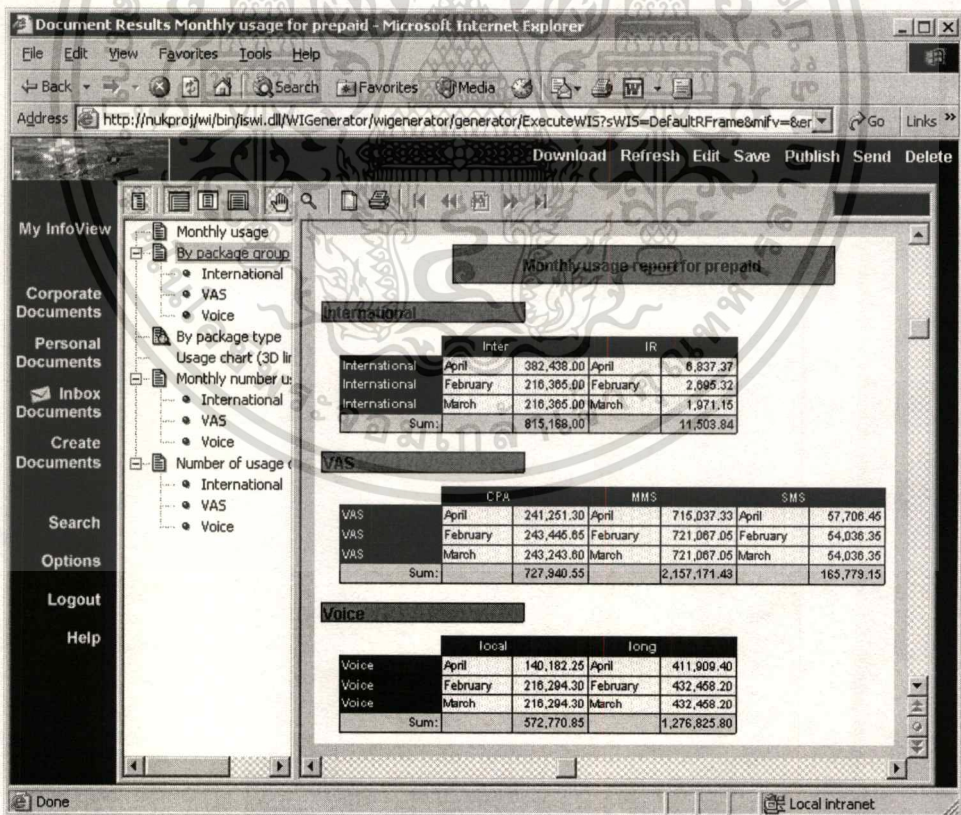 Document Results Monthly usage for prepaid - Microsoft Internet Explorer
File Edit View Favorites Tools Help
Back Search Favorites Media
Address http://nukproj/wi/bin/iswi.dll/WIGenerator/wigenerator/generator/ExecuteWIS?sWIS=DefaultRFrame&mifv=&er Go Links »
Download Refresh Edit Save Publish Send Delete
My InfoView
Corporate Documents
Personal Documents
Inbox Documents
Create Documents
Search
Options
Logout
Help
Monthly usage
By package group
International
VAS
Voice
By package type
Usage chart (3D lin
Monthly number u
International
VAS
Voice
Number of usage
International
VAS
Voice
Monthly usage report for prepaid
International
Inter IR
International April 382,438.00 April 6,837.37
International February 216,365.00 February 2,695.32
International March 216,365.00 March 1,971.15
Sum: 815,168.00 11,503.84
VAS
CPA MMS SMS
VAS April 241,251.30 April 715,037.33 April 57,706.45
VAS February 243,445.65 February 721,067.05 February 54,036.35
VAS March 243,243.60 March 721,067.05 March 54,036.35
Sum: 727,940.55 2,157,171.43 165,779.15
Voice
local long
Voice April 140,182.25 April 411,909.40
Voice February 216,294.30 February 432,458.20
Voice March 216,294.30 March 432,458.20
Sum: 572,770.85 1,276,825.80
Done Local intranet